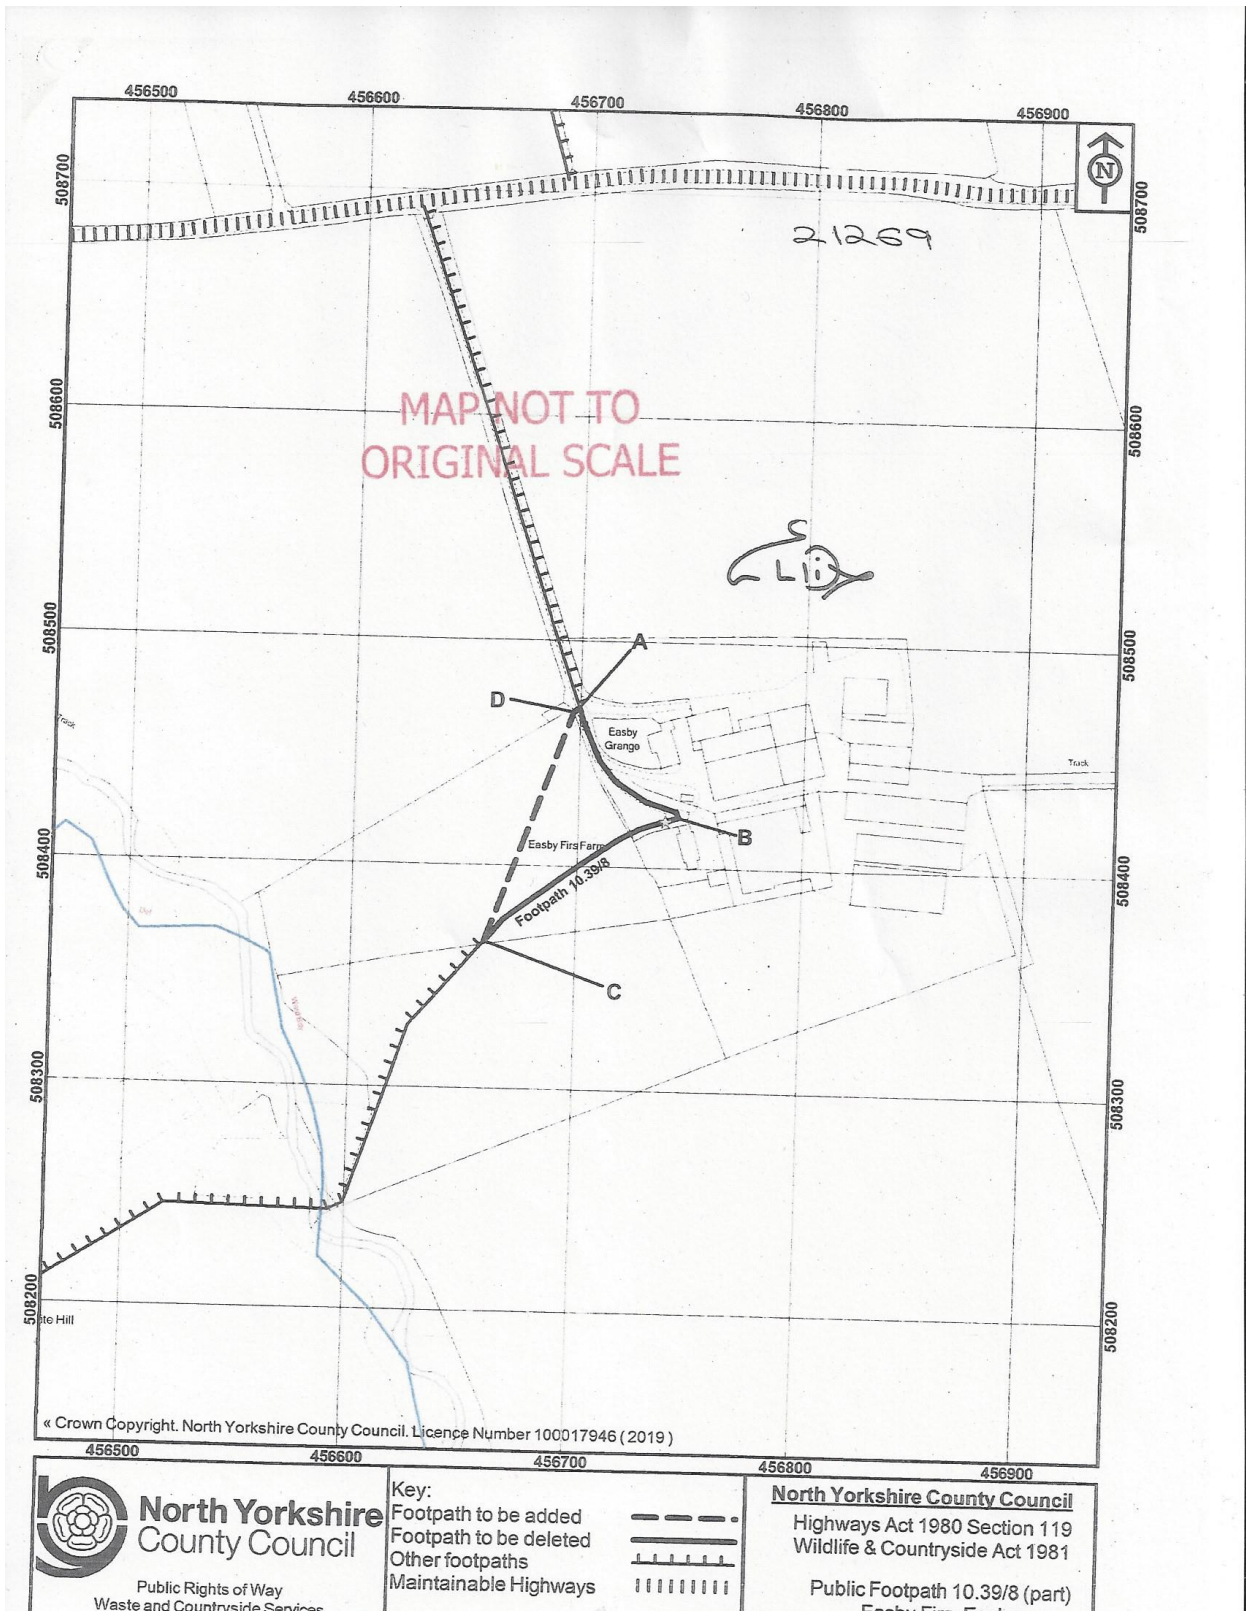 456500
456600
456700
456800
456900
508700
N
508700
21269
508600
MAP NOT TO
ORIGINAL SCALE
508600
508500
A
508500
D
Easby
Grange
Track
Track
B
508400
Easby Firs Farm
Footpath 10.39/8
508400
C
508300
508300
508200
te Hill
508200
« Crown Copyright. North Yorkshire County Council. Licence Number 100017946 (2019)
456500
456600
456700
456800
456900
North Yorkshire
County Council
Public Rights of Way
Waste and Countryside Services
Key:
Footpath to be added
Footpath to be deleted
Other footpaths
Maintainable Highways
North Yorkshire County Council
Highways Act 1980 Section 119
Wildlife & Countryside Act 1981
Public Footpath 10.39/8 (part)